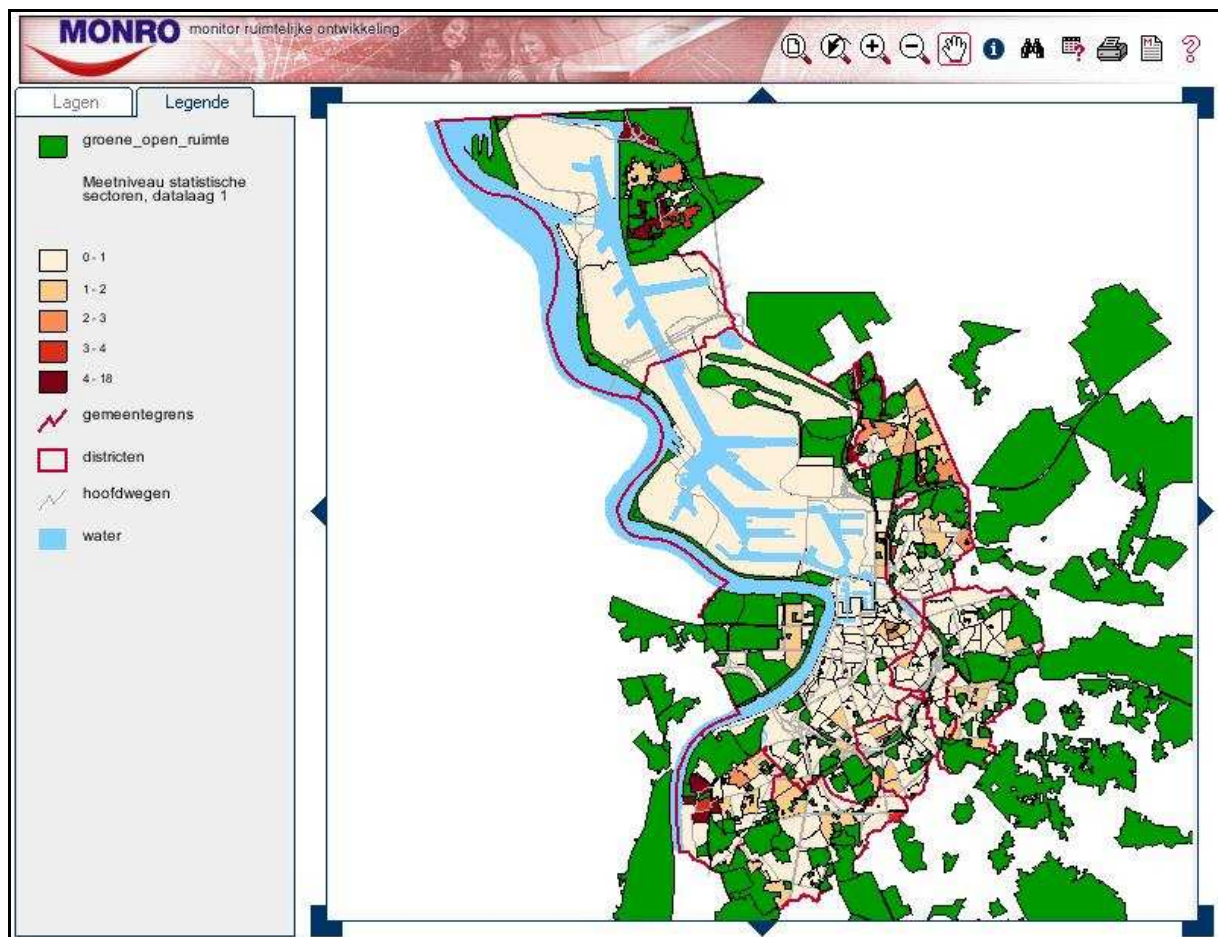 MONRO monitor ruimtelijke ontwikkeling
Lagen
Legende
groene_open_ruimte
Meetniveau statistische
sectoren, datalaag 1
0 - 1
1 - 2
2 - 3
3 - 4
4 - 18
gemeentegrens
districten
hoofdwegen
water